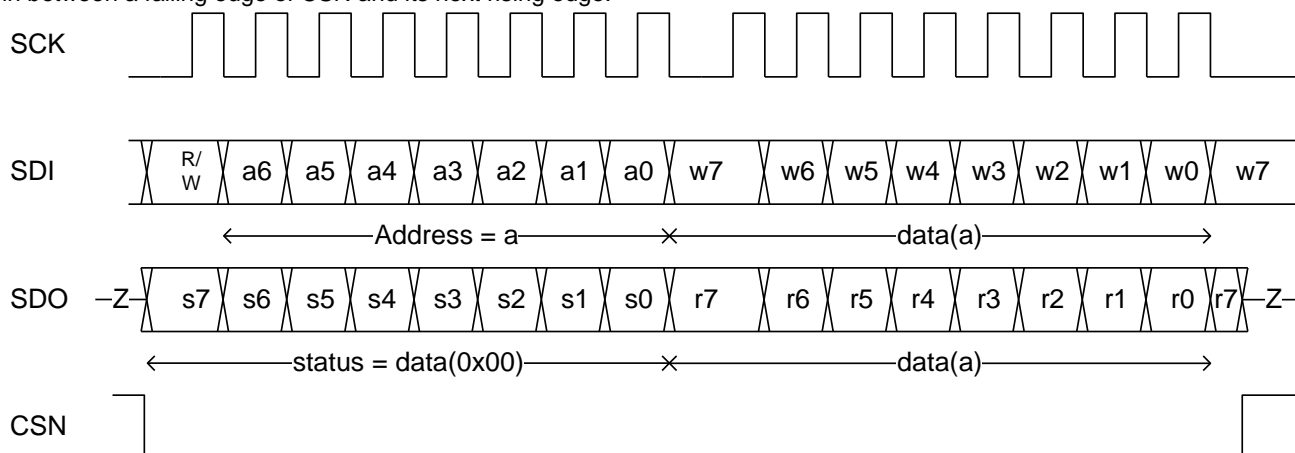 in between a falling edge of CSN and its next rising edge.
SCK
SDI R/W a6 a5 a4 a3 a2 a1 a0 w7 w6 w5 w4 w3 w2 w1 w0 w7
Address = a data(a)
SDO Z s7 s6 s5 s4 s3 s2 s1 s0 r7 r6 r5 r4 r3 r2 r1 r0 r7 Z
status = data(0x00) data(a)
CSN